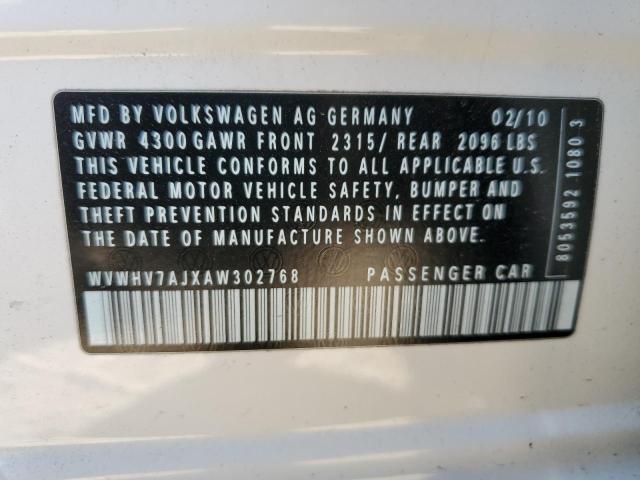 MFD BY VOLKSWAGEN AG GERMANY 02/10
GVWR 4300 GAWR FRONT 2315/ REAR 2096 LBS
THIS VEHICLE CONFORMS TO ALL APPLICABLE U.S.
FEDERAL MOTOR VEHICLE SAFETY, BUMPER AND
THEFT PREVENTION STANDARDS IN EFFECT ON
THE DATE OF MANUFACTURE SHOWN ABOVE.
WVWHV7AJXAW302768 PASSENGER CAR
8053592 1080 3